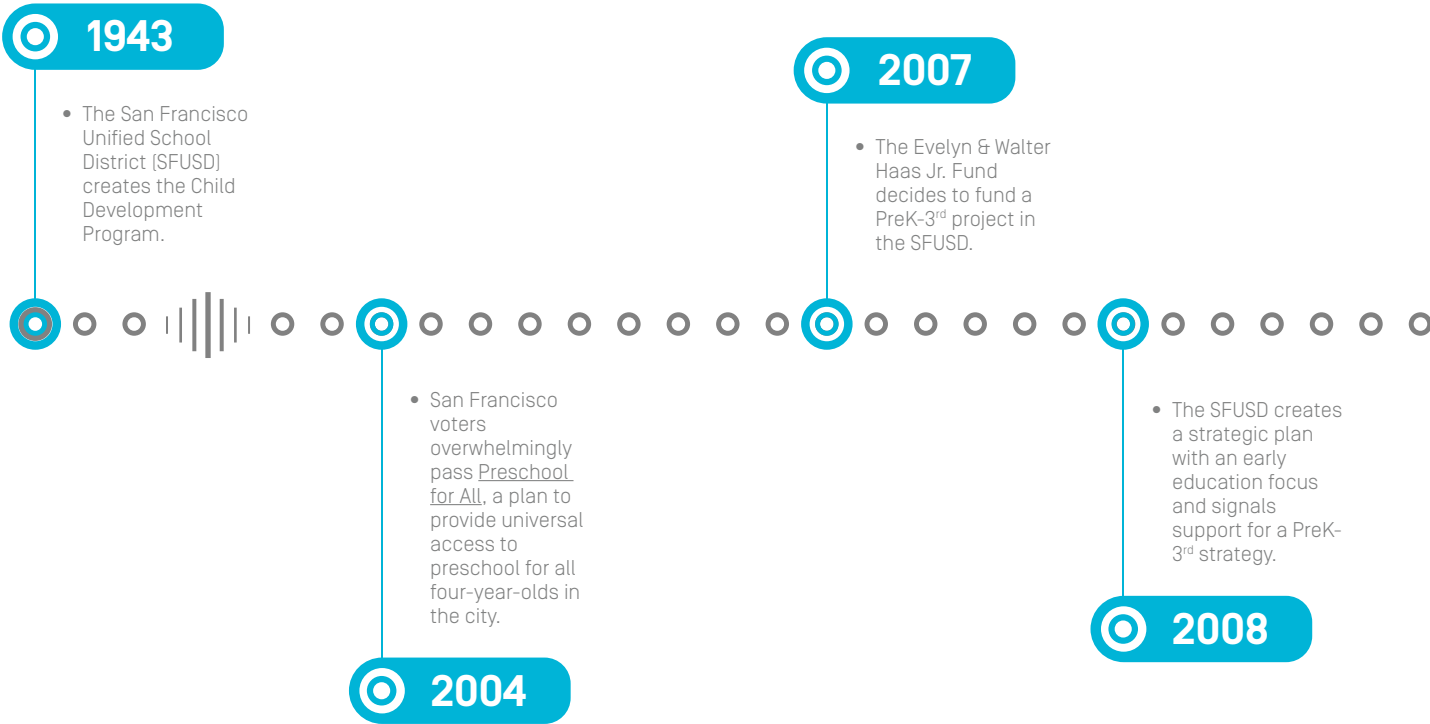 1943
• The San Francisco
Unified School
District (SFUSD)
creates the Child
Development
Program.
2004
• San Francisco
voters
overwhelmingly
pass Preschool
for All, a plan to
provide universal
access to
preschool for all
four-year-olds in
the city.
2007
• The Evelyn & Walter
Haas Jr. Fund
decides to fund a
PreK-3rd project in
the SFUSD.
2008
• The SFUSD creates
a strategic plan
with an early
education focus
and signals
support for a PreK-
3rd strategy.